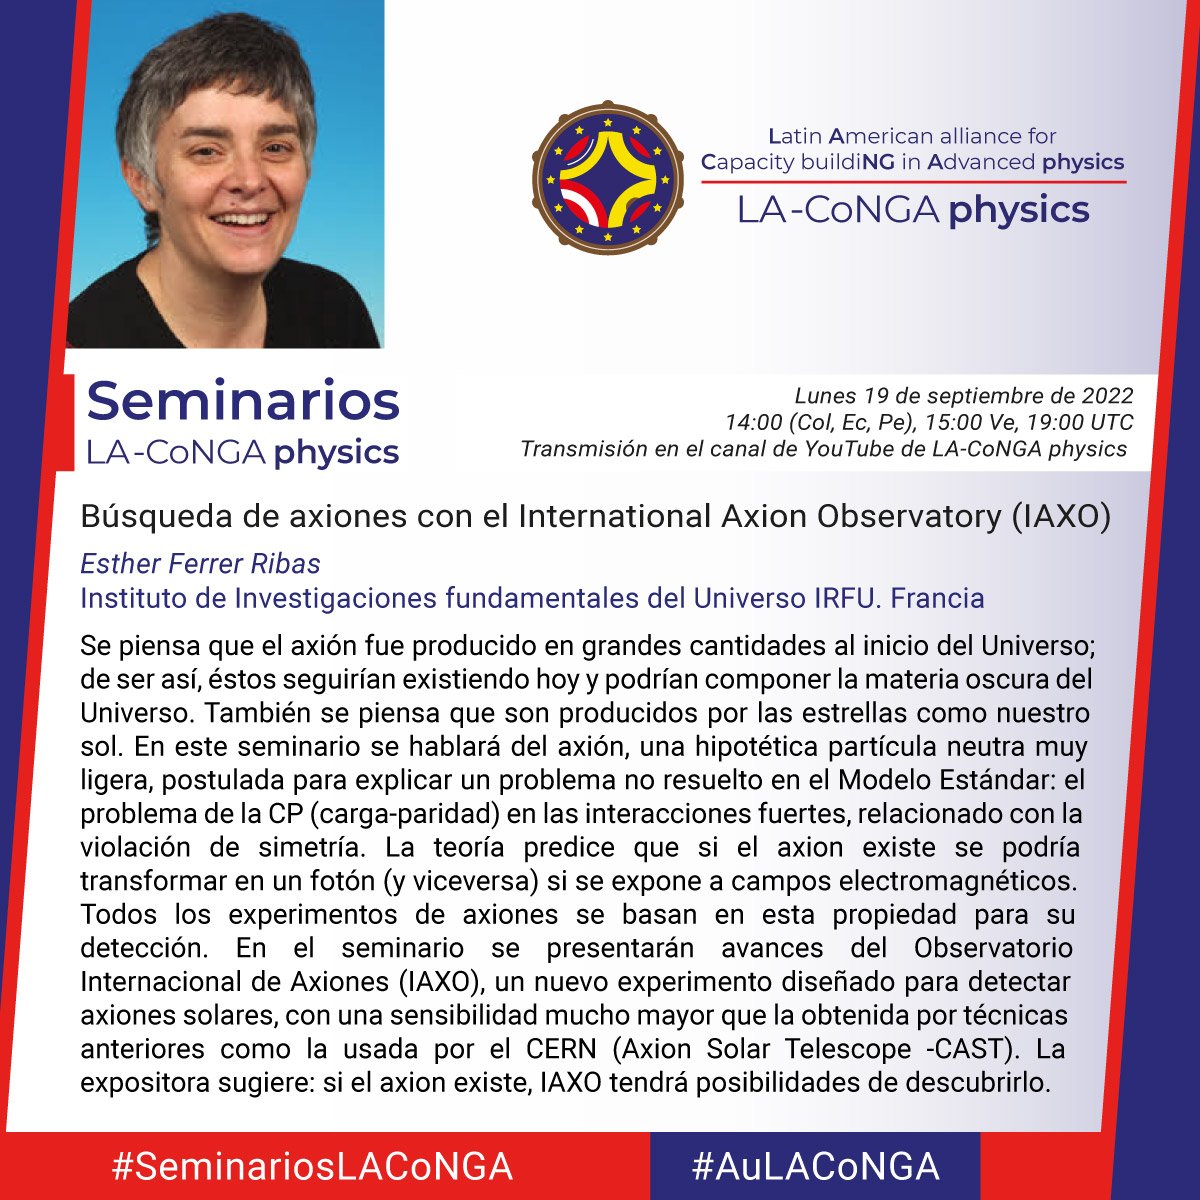 Latin American alliance for
Capacity buildiNG in Advanced physics
LA-CoNGA physics
Seminarios
LA-CoNGA physics
Lunes 19 de septiembre de 2022
14:00 (Col, Ec, Pe), 15:00 Ve, 19:00 UTC
Transmisión en el canal de YouTube de LA-CoNGA physics
Búsqueda de axiones con el International Axion Observatory (IAXO)
Esther Ferrer Ribas
Instituto de Investigaciones fundamentales del Universo IRFU. Francia
Se piensa que el axión fue producido en grandes cantidades al inicio del Universo;
de ser así, éstos seguirían existiendo hoy y podrían componer la materia oscura del
Universo. También se piensa que son producidos por las estrellas como nuestro
sol. En este seminario se hablará del axión, una hipotética partícula neutra muy
ligera, postulada para explicar un problema no resuelto en el Modelo Estándar: el
problema de la CP (carga-paridad) en las interacciones fuertes, relacionado con la
violación de simetría. La teoría predice que si el axion existe se podría
transformar en un fotón (y viceversa) si se expone a campos electromagnéticos.
Todos los experimentos de axiones se basan en esta propiedad para su
detección. En el seminario se presentarán avances del Observatorio
Internacional de Axiones (IAXO), un nuevo experimento diseñado para detectar
axiones solares, con una sensibilidad mucho mayor que la obtenida por técnicas
anteriores como la usada por el CERN (Axion Solar Telescope -CAST). La
expositora sugiere: si el axion existe, IAXO tendrá posibilidades de descubrirlo.
#SeminariosLACoNGA
#AuLACoNGA